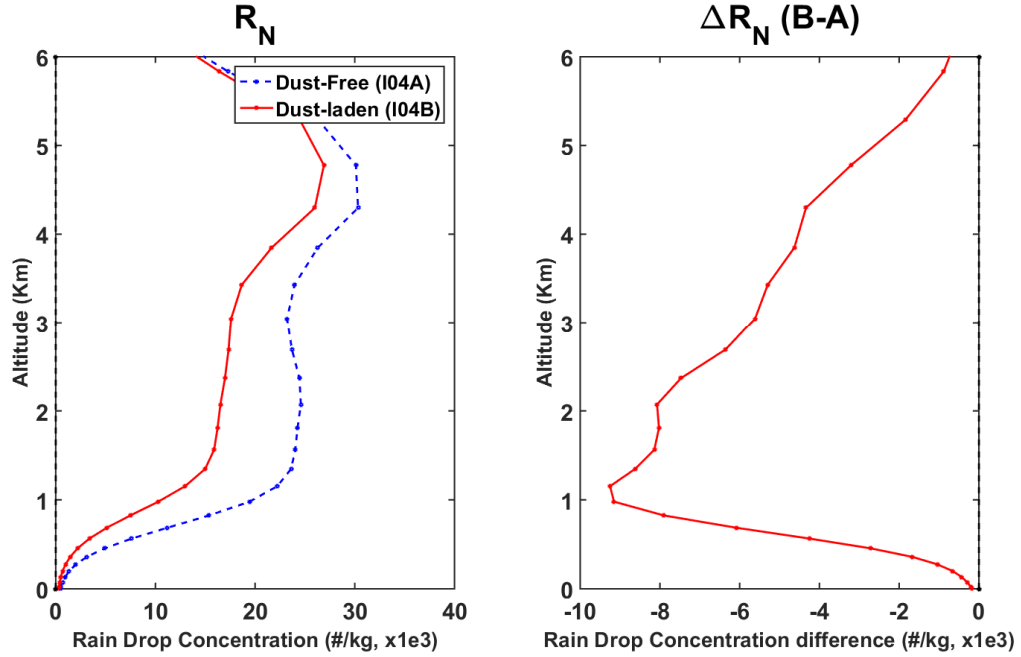 R_N
Dust-Free (I04A)
Dust-laden (I04B)
6
5
4
3
2
1
0
Altitude (Km)
0 10 20 30 40
Rain Drop Concentration (#/kg, x1e3)
ΔR_N (B-A)
6
5
4
3
2
1
0
Altitude (Km)
-10 -8 -6 -4 -2 0
Rain Drop Concentration difference (#/kg, x1e3)